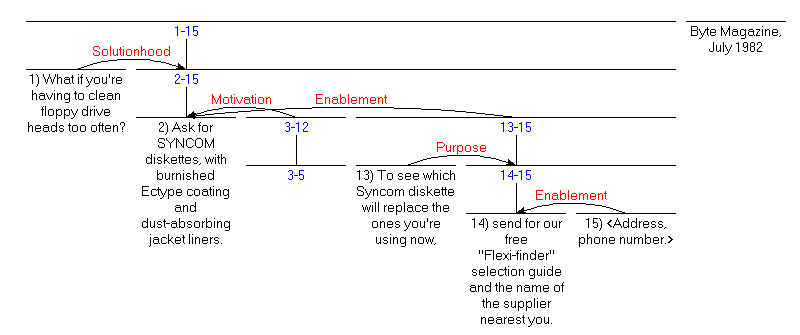 1-15
Byte Magazine,
July 1982
Solutionhood
1) What if you're
having to clean
floppy drive
heads too often?
2-15
Motivation
Enablement
2) Ask for
SYNCOM
diskettes, with
burnished
Ectype coating
and
dust-absorbing
jacket liners.
3-12
3-5
13-15
Purpose
13) To see which
Syncom diskette
will replace the
ones you're
using now,
14-15
Enablement
14) send for our
free
"Flexi-finder"
selection guide
and the name of
the supplier
nearest you.
15) <Address,
phone number.>